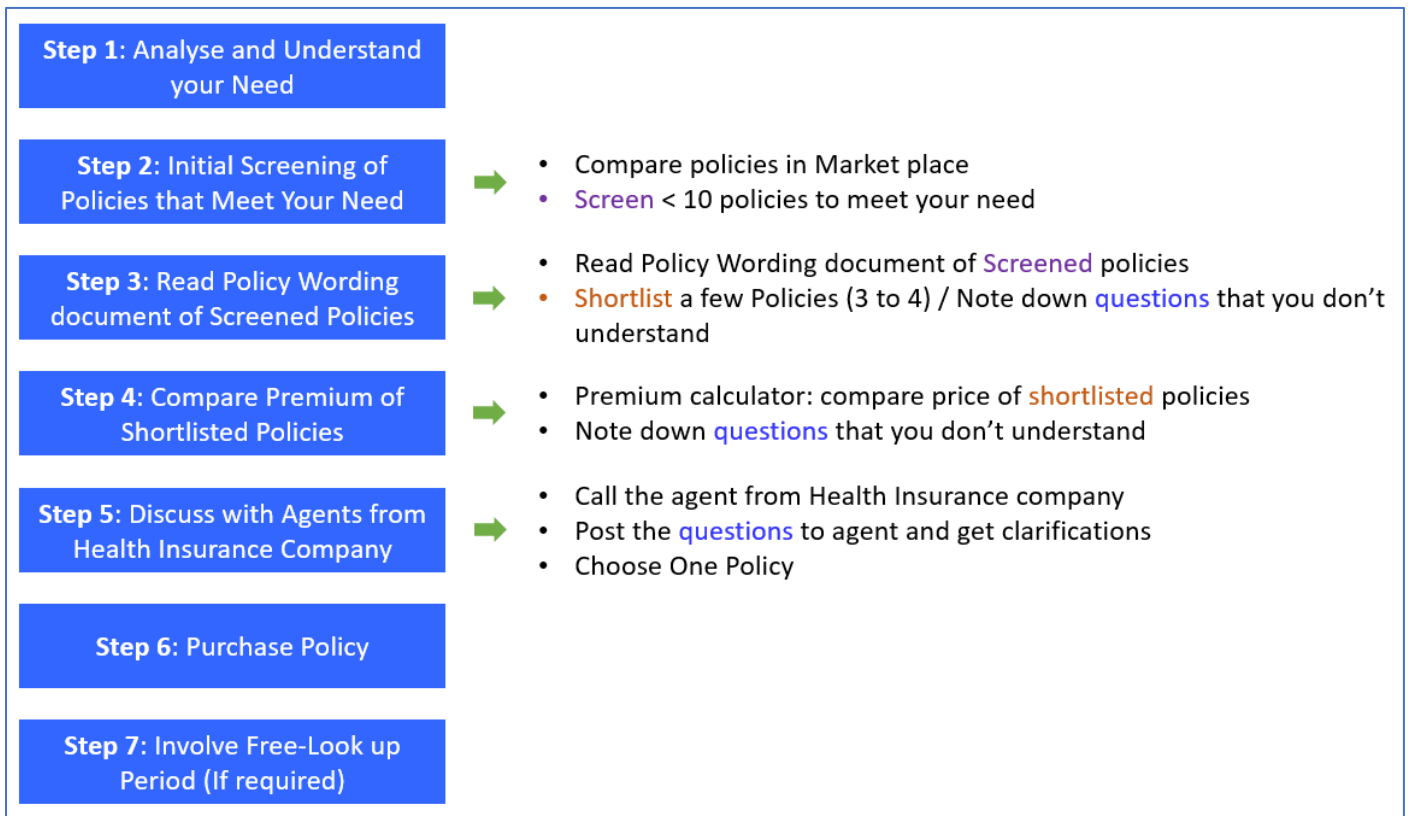 Step 1: Analyse and Understand
your Need
Step 2: Initial Screening of
Policies that Meet Your Need
• Compare policies in Market place
• Screen < 10 policies to meet your need
Step 3: Read Policy Wording
document of Screened Policies
• Read Policy Wording document of Screened policies
• Shortlist a few Policies (3 to 4) / Note down questions that you don’t
understand
Step 4: Compare Premium of
Shortlisted Policies
• Premium calculator: compare price of shortlisted policies
• Note down questions that you don’t understand
Step 5: Discuss with Agents from
Health Insurance Company
• Call the agent from Health Insurance company
• Post the questions to agent and get clarifications
• Choose One Policy
Step 6: Purchase Policy
Step 7: Involve Free-Look up
Period (If required)